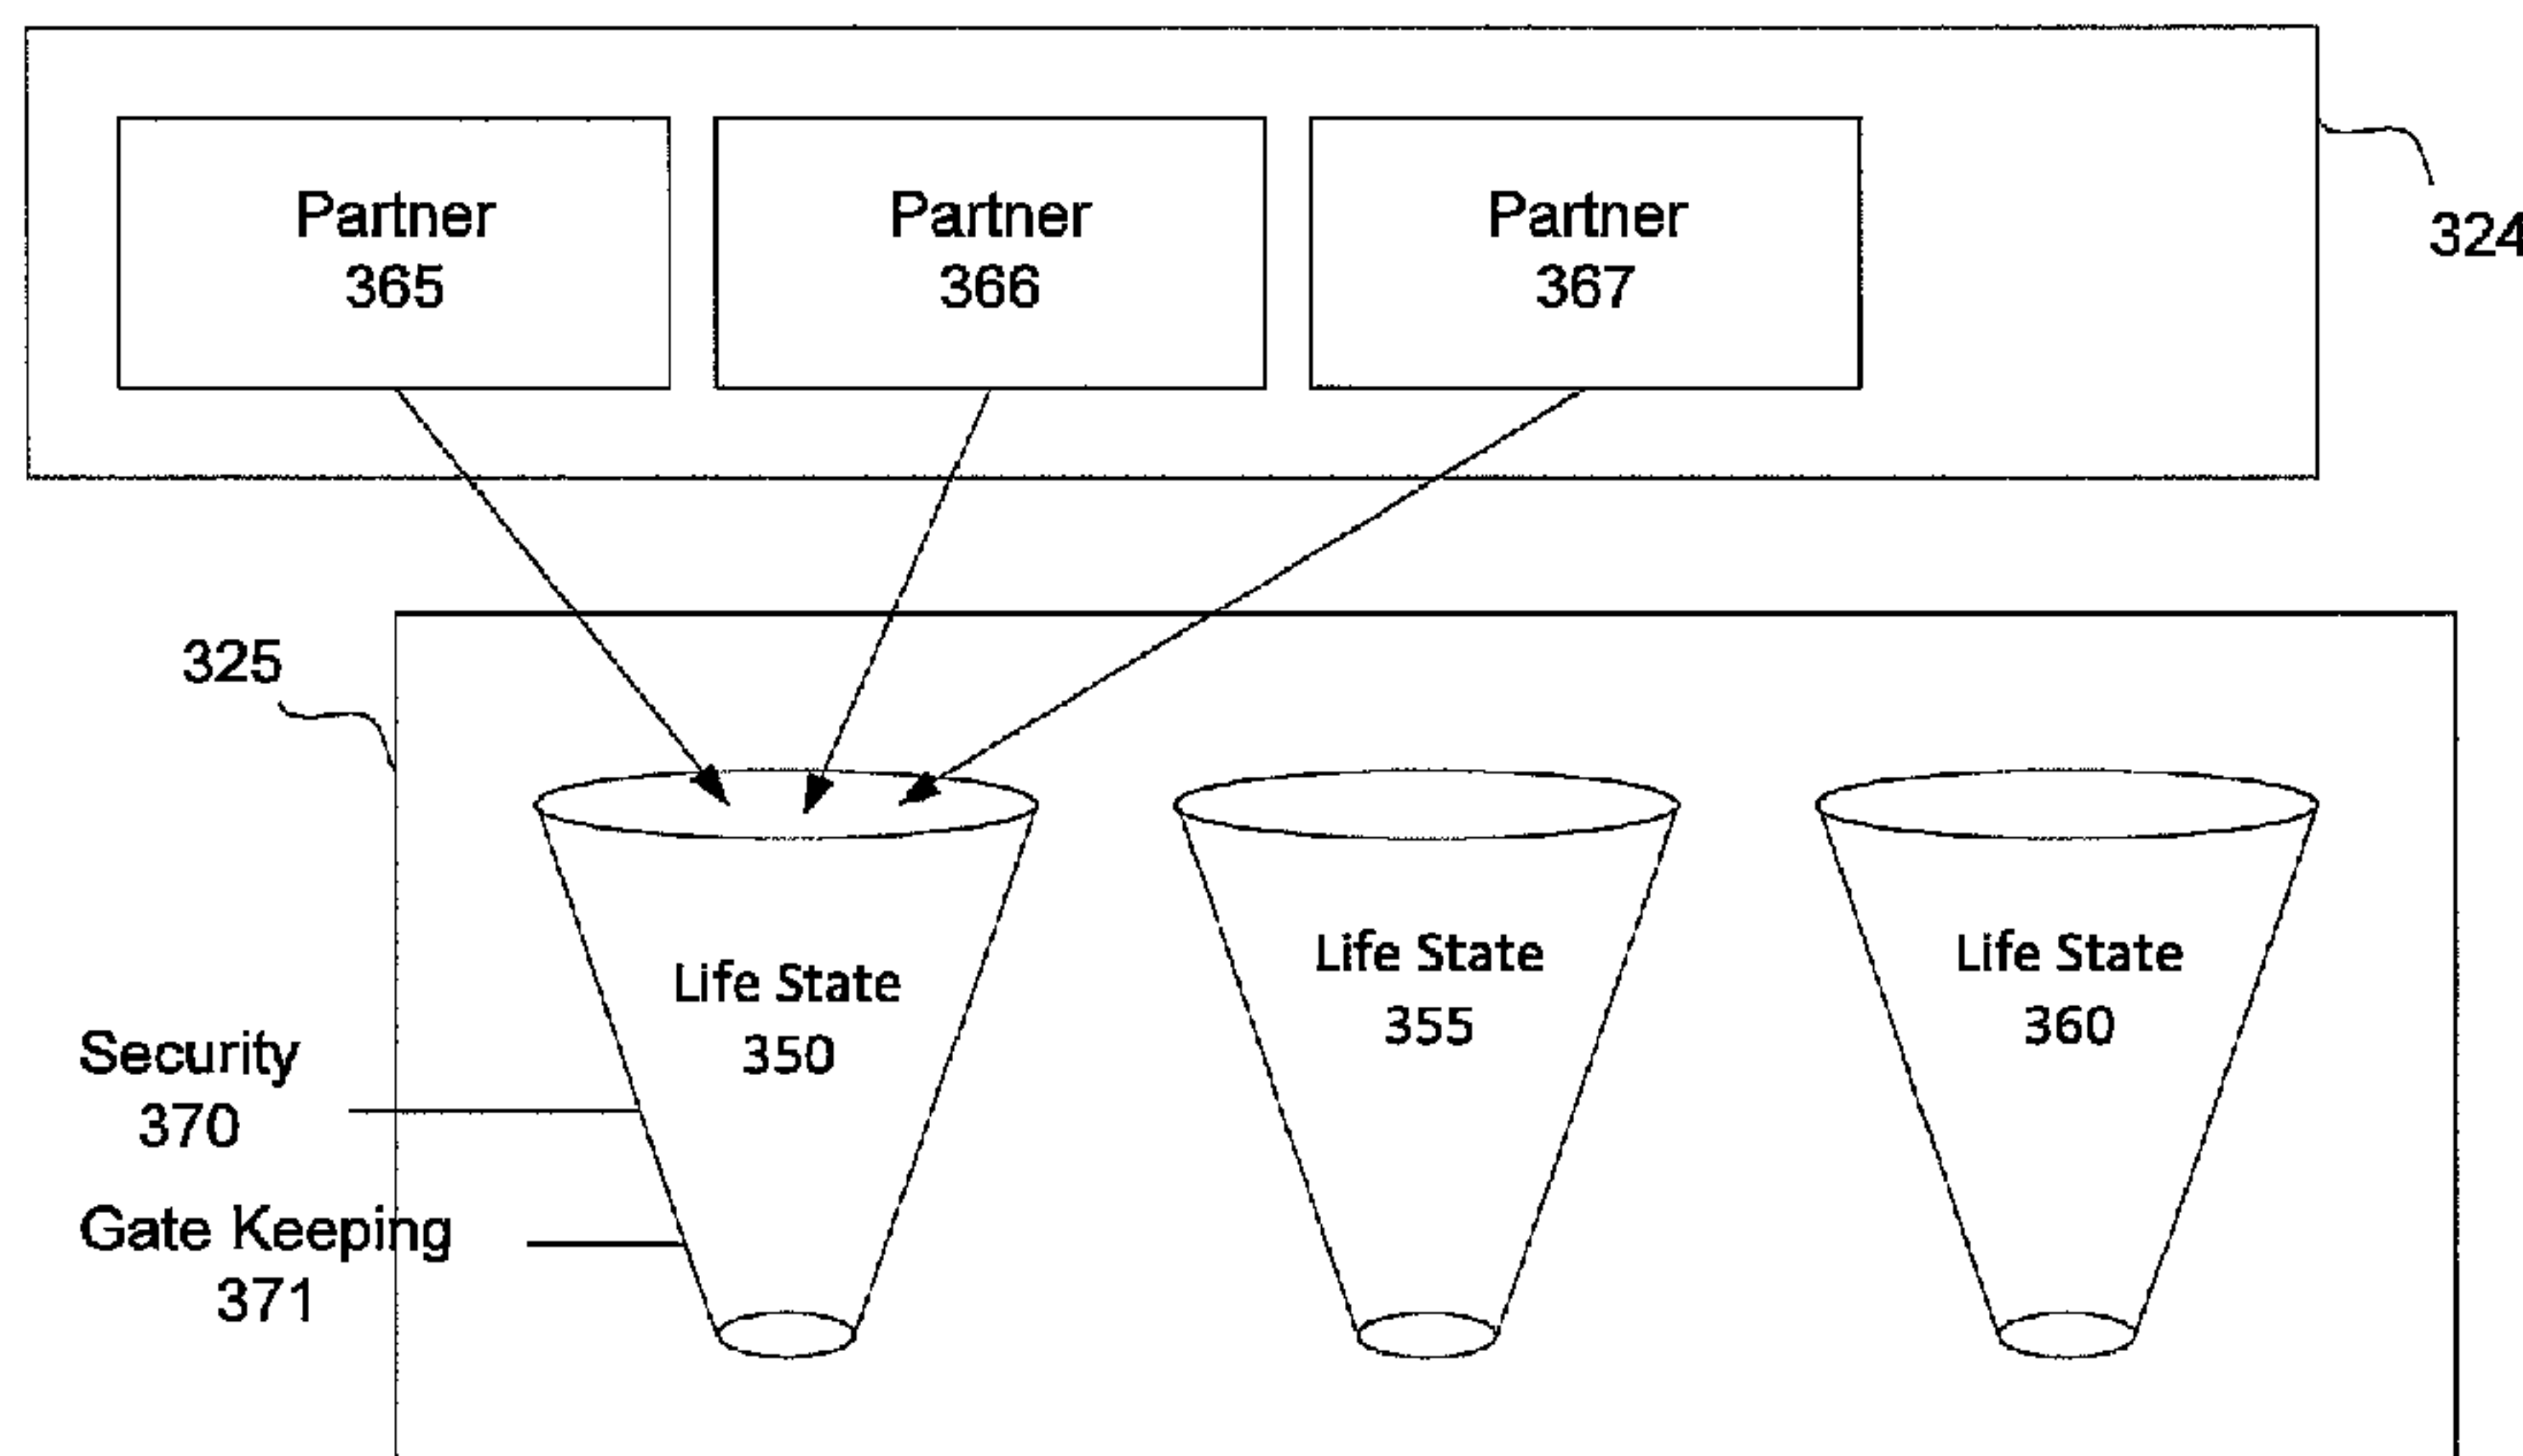 Partner
365
Partner
366
Partner
367
324
325
Life State
350
Life State
355
Life State
360
Security
370
Gate Keeping
371